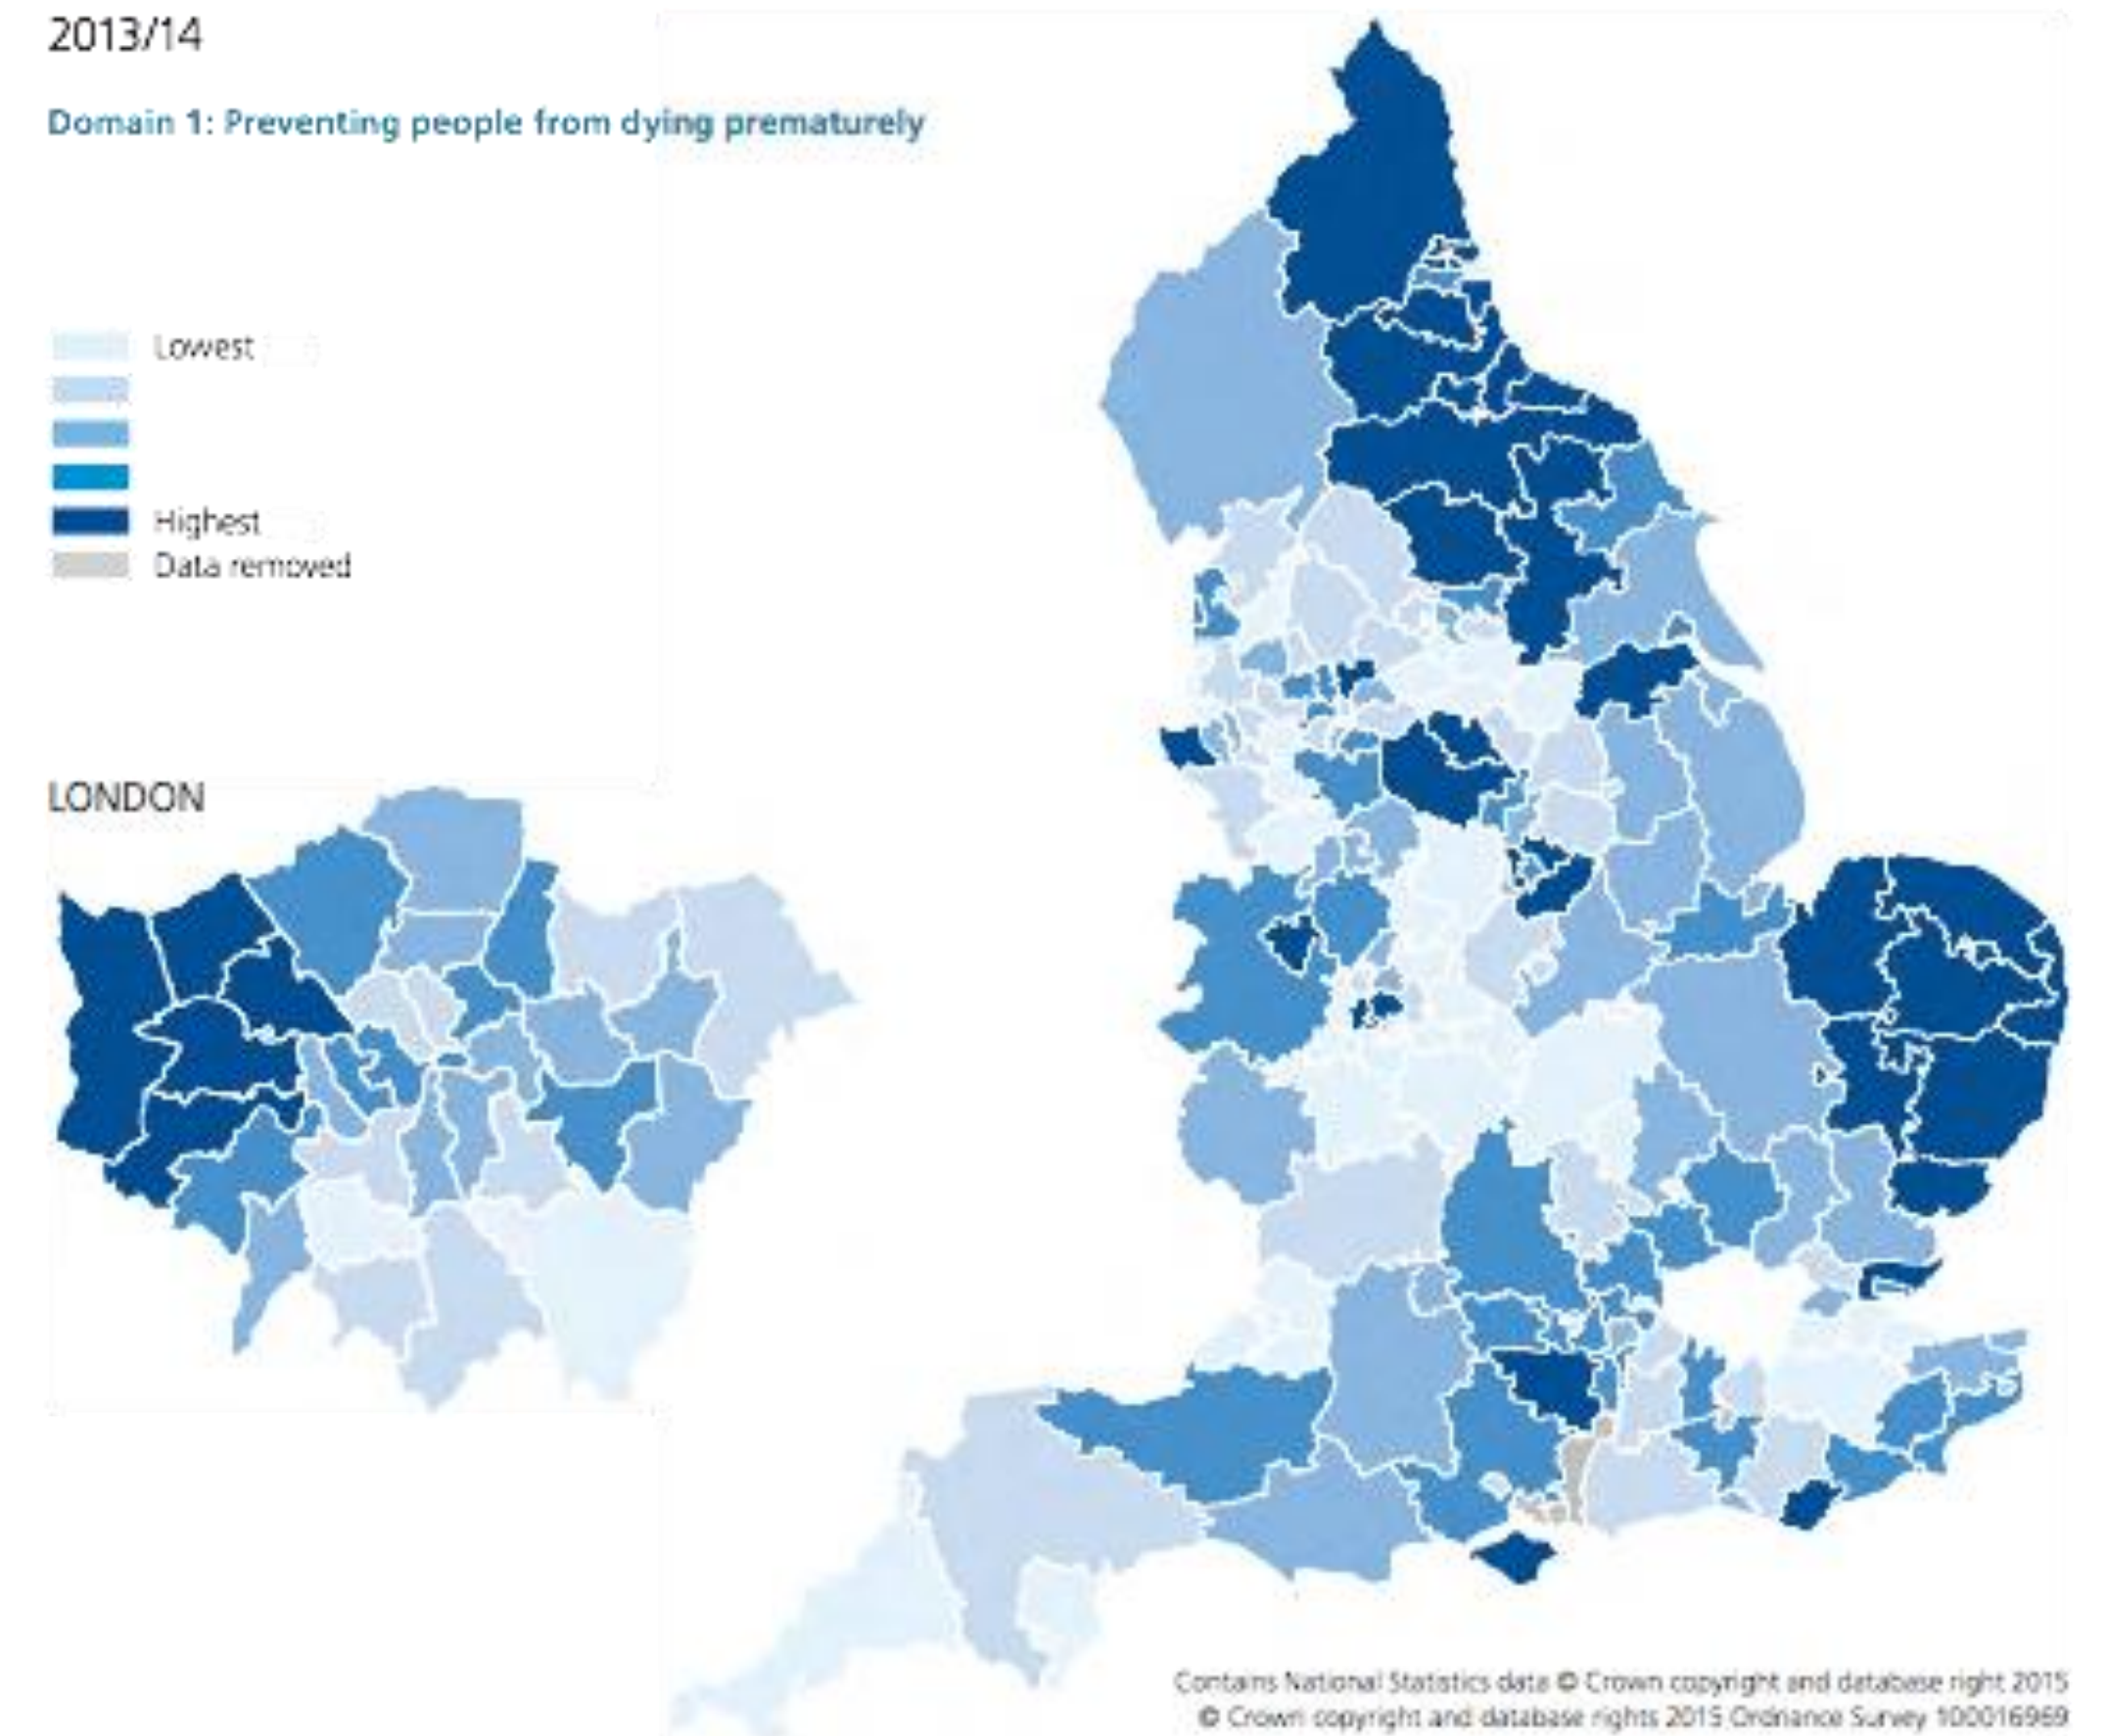 2013/14
Domain 1: Preventing people from dying prematurely
Lowest
Highest
Data removed
LONDON
Contains National Statistics data © Crown copyright and database right 2015
© Crown copyright and database rights 2015 Ordnance Survey 100016969